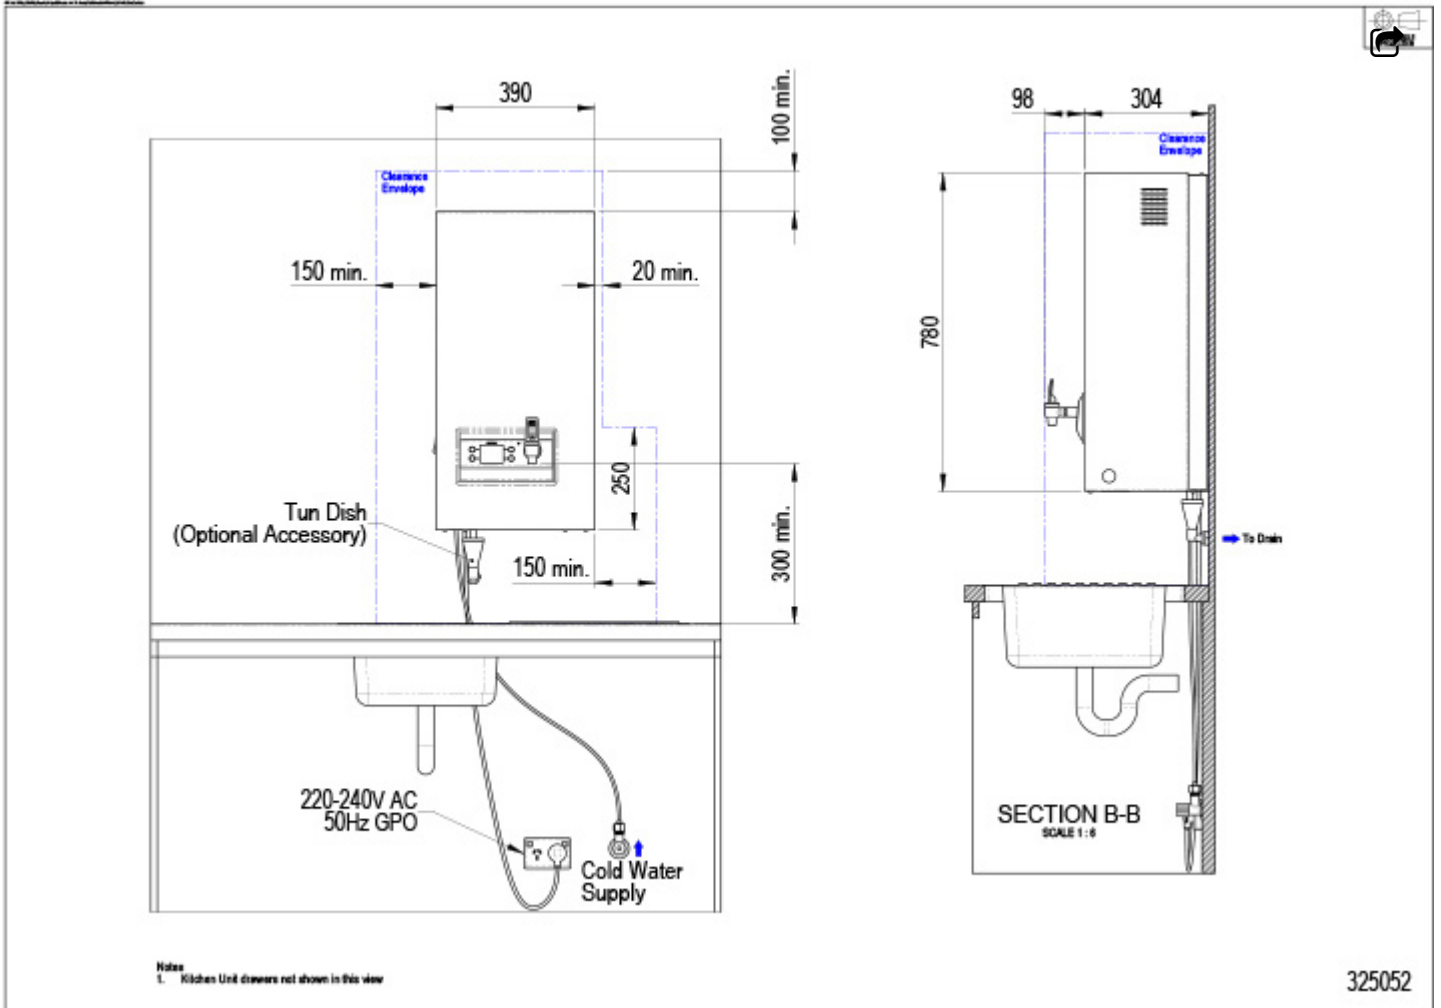 390
100 min.
98
304
Clearance
Envelope
Clearance
Envelope
150 min.
20 min.
780
250
Tun Dish
(Optional Accessory)
150 min.
300 min.
To Drain
220-240V AC
50Hz GPO
Cold Water
Supply
SECTION B-B
SCALE 1 : 6
Notes
1. Kitchen Unit drawers not shown in this view
325052